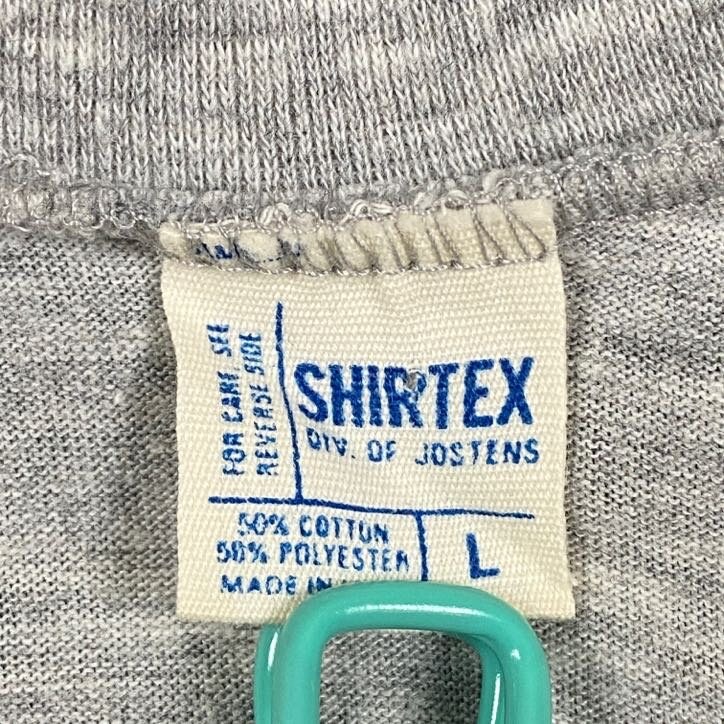 FOR CARE SEE
REVERSE SIDE
SHIRTEX
DIV. OF JOSTENS
50% COTTON
50% POLYESTER
MADE IN
L